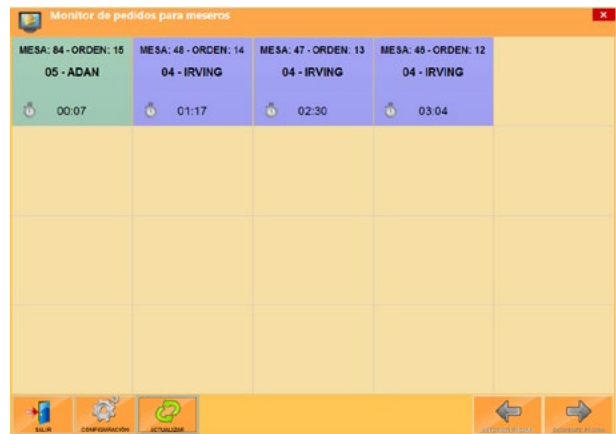 Monitor de pedidos para meseros
MESA: 84 - ORDEN: 15
05 - ADAN
00:07
MESA: 48 - ORDEN: 14
04 - IRVING
01:17
MESA: 47 - ORDEN: 13
04 - IRVING
02:30
MESA: 46 - ORDEN: 12
04 - IRVING
03:04
SALIR
CONFIGURACIÓN
ACTUALIZAR